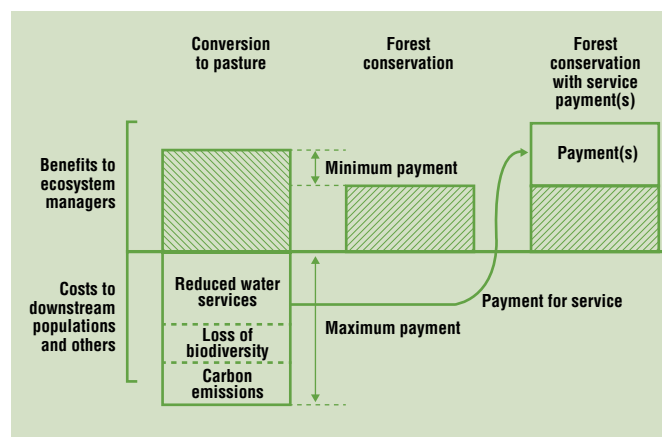 Conversion
to pasture
Forest
conservation
Forest
conservation
with service
payment(s)
Benefits to
ecosystem
managers
Minimum payment
Payment(s)
Costs to
downstream
populations
and others
Reduced water
services
Loss of
biodiversity
Carbon
emissions
Maximum payment
Payment for service